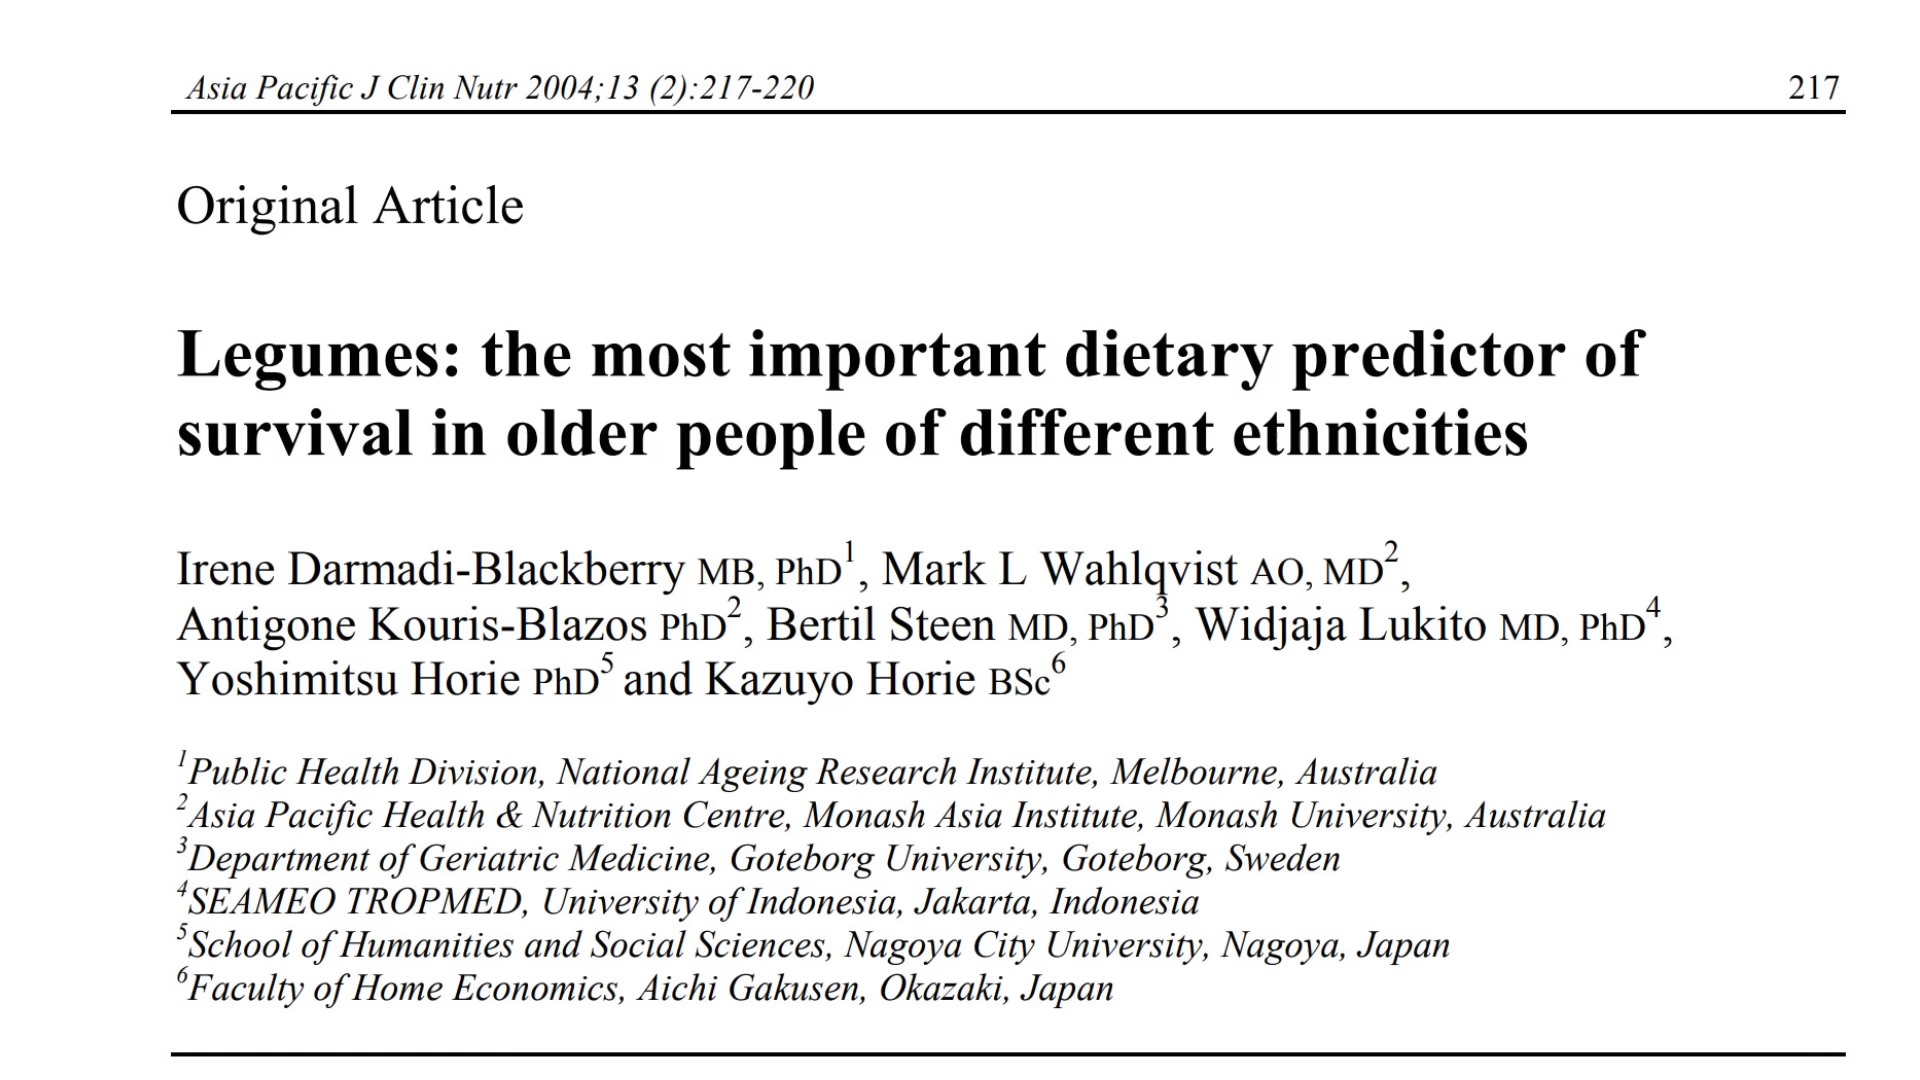 Asia Pacific J Clin Nutr 2004;13 (2):217-220 217
Original Article
Legumes: the most important dietary predictor of
survival in older people of different ethnicities
Irene Darmadi-Blackberry MB, PhD1, Mark L Wahlqvist AO, MD2,
Antigone Kouris-Blazos PhD2, Bertil Steen MD, PhD3, Widjaja Lukito MD, PhD4,
Yoshimitsu Horie PhD5 and Kazuyo Horie BSc6
1Public Health Division, National Ageing Research Institute, Melbourne, Australia
2Asia Pacific Health & Nutrition Centre, Monash Asia Institute, Monash University, Australia
3Department of Geriatric Medicine, Goteborg University, Goteborg, Sweden
4SEAMEO TROPMED, University of Indonesia, Jakarta, Indonesia
5School of Humanities and Social Sciences, Nagoya City University, Nagoya, Japan
6Faculty of Home Economics, Aichi Gakusen, Okazaki, Japan